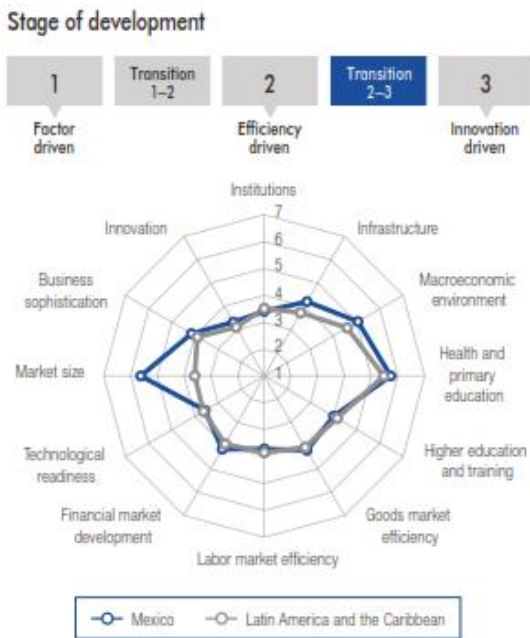 Stage of development
1
Transition
1–2
2
Transition
2–3
3
Factor
driven
Efficiency
driven
Innovation
driven
Institutions
7
6
5
4
3
2
1
Infrastructure
Macroeconomic
environment
Health and
primary
education
Higher education
and training
Goods market
efficiency
Labor market efficiency
Financial market
development
Technological
readiness
Market size
Business
sophistication
Innovation
Mexico
Latin America and the Caribbean